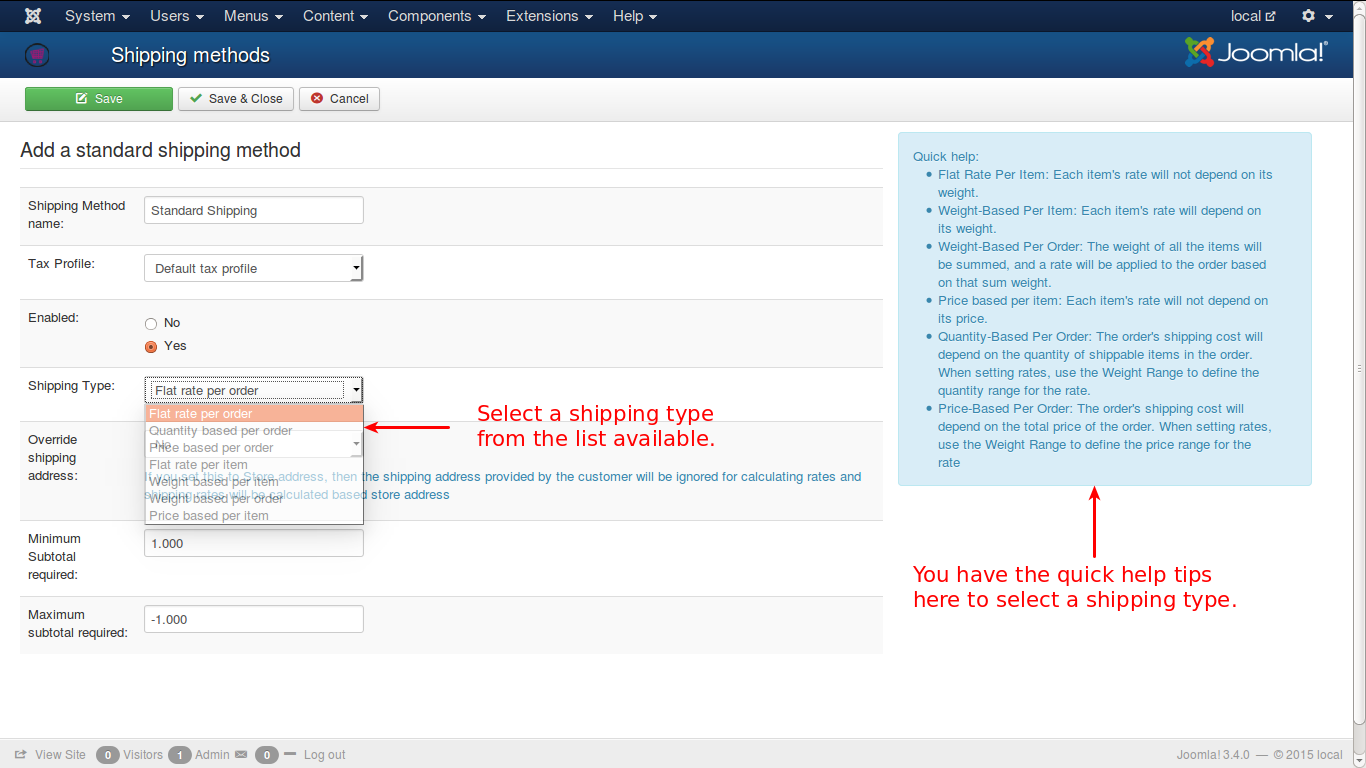 System Users Menus Content Components Extensions Help local
Shipping methods Joomla!
Save Save & Close Cancel
Add a standard shipping method
Shipping Method
name:
Standard Shipping
Tax Profile:
Default tax profile
Enabled:
No
Yes
Shipping Type:
Flat rate per order
Flat rate per order
Quantity based per order
Price based per order
Flat rate per item
Weight based per item
Weight based per order
Price based per item
Select a shipping type
from the list available.
Override
shipping
address:
No
If you set this to Store address, then the shipping address provided by the customer will be ignored for calculating rates and
shipping rates will be calculated based store address
Minimum
Subtotal
required:
1.000
Maximum
subtotal required:
-1.000
Quick help:
Flat Rate Per Item: Each item's rate will not depend on its
weight.
Weight-Based Per Item: Each item's rate will depend on
its weight.
Weight-Based Per Order: The weight of all the items will
be summed, and a rate will be applied to the order based
on that sum weight.
Price based per item: Each item's rate will not depend on
its price.
Quantity-Based Per Order: The order's shipping cost will
depend on the quantity of shippable items in the order.
When setting rates, use the Weight Range to define the
quantity range for the rate.
Price-Based Per Order: The order's shipping cost will
depend on the total price of the order. When setting rates,
use the Weight Range to define the price range for the
rate
You have the quick help tips
here to select a shipping type.
View Site 0 Visitors 1 Admin 0 Log out Joomla! 3.4.0 — © 2015 local